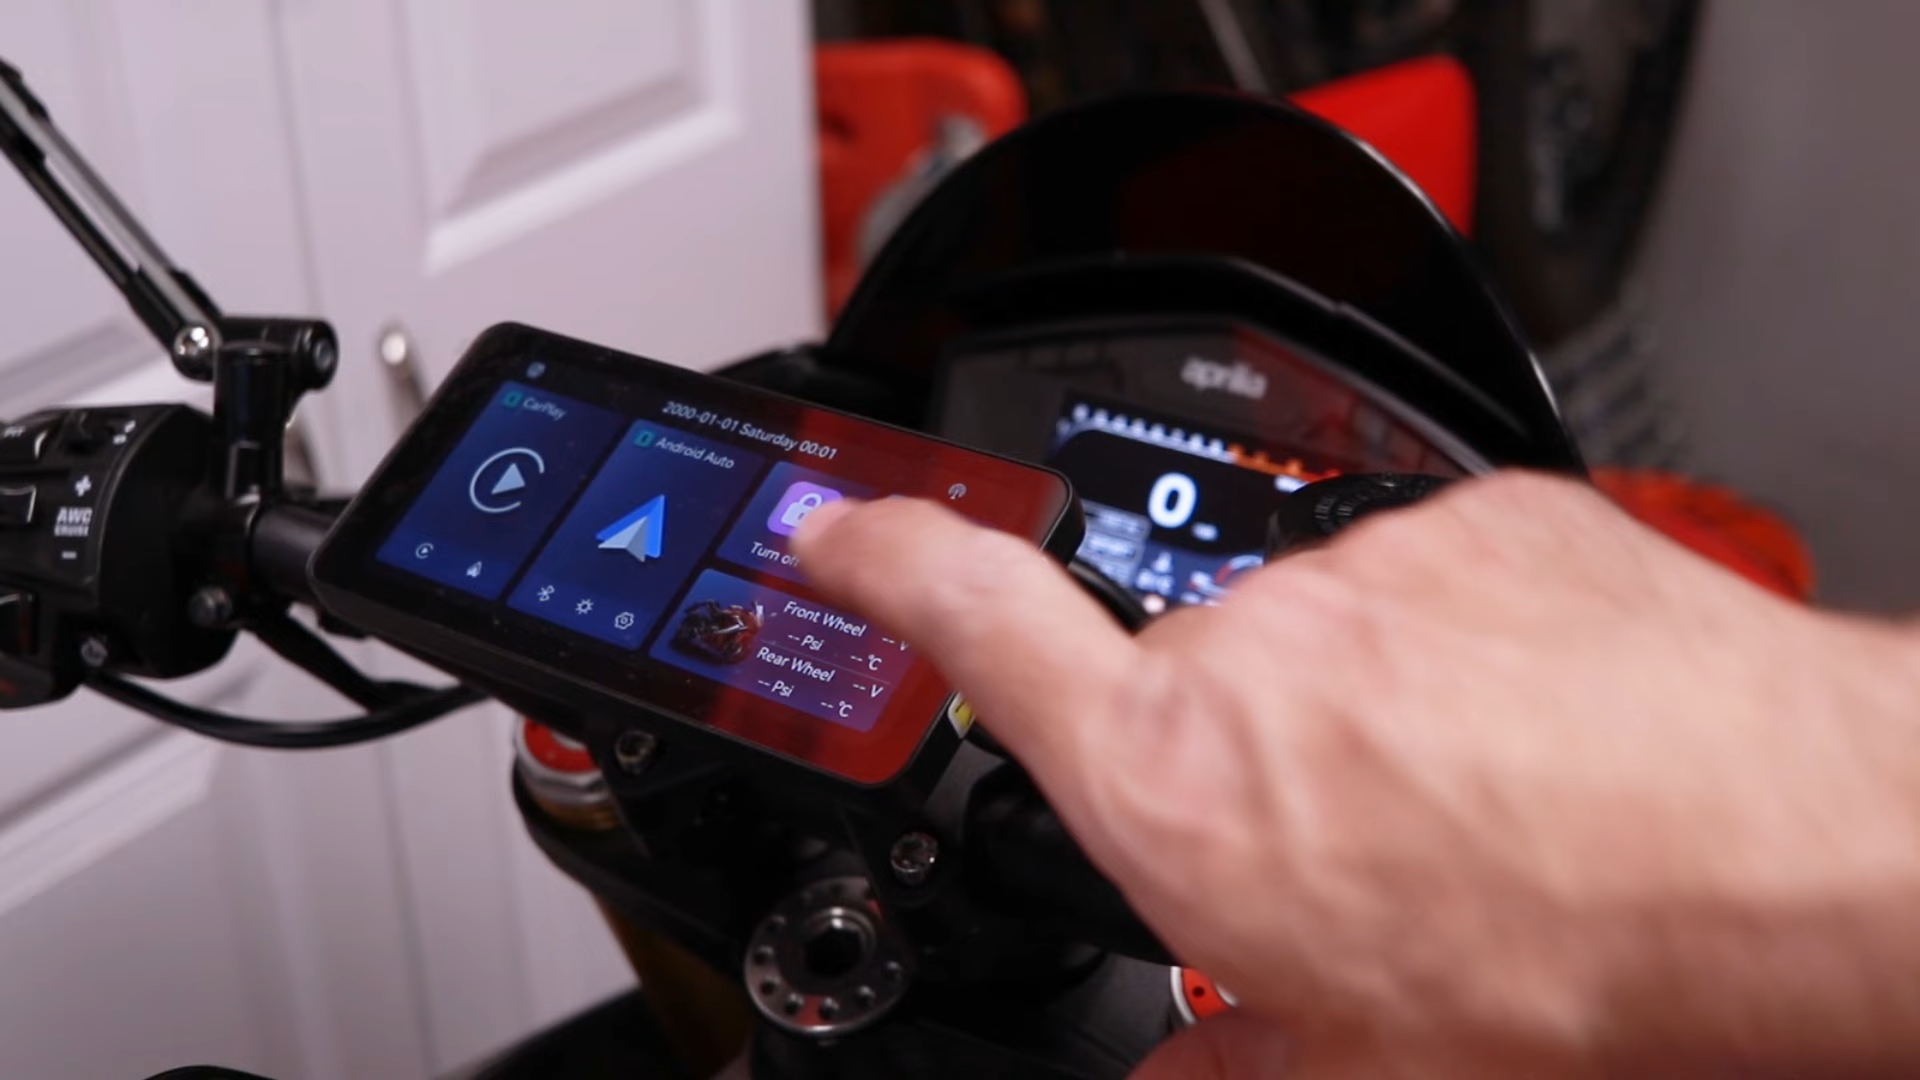 aprilia
2000-01-01 Saturday 00:01
CarPlay
Android Auto
Turn
Front Wheel
-- V
-- Psi
-- °C
Rear Wheel
-- V
-- Psi
-- °C
0
+
AWC
CRUISE
-